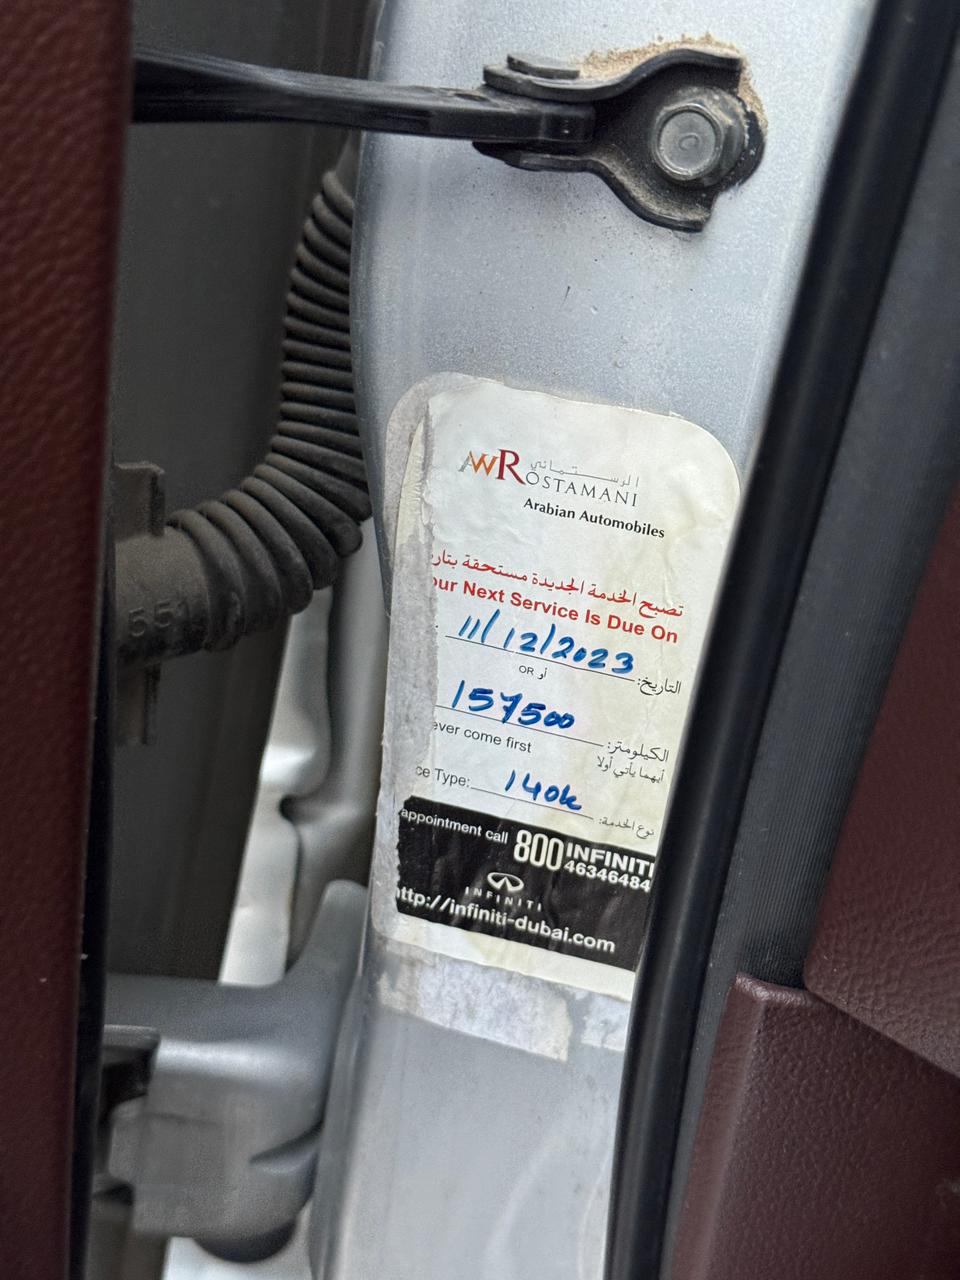 AWROSTAMANI الرستماني
Arabian Automobiles
تصبح الخدمة الجديدة مستحقة بتار
our Next Service Is Due On
11/12/2023 التاريخ:
OR أو
157500 الكيلومتر:
ever come first أيهما يأتي أولا
ce Type: 140k نوع الخدمة:
appointment call 800 INFINITI
46346484
INFINITI
http://infiniti-dubai.com
551